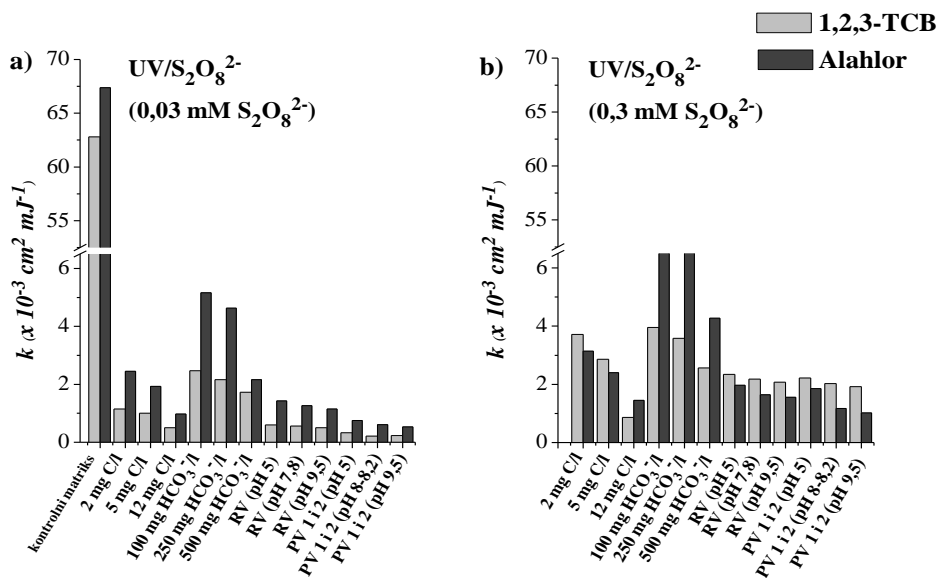 1,2,3-TCB
Alahlor
a)
UV/S₂O₈²⁻
(0,03 mM S₂O₈²⁻)
k (x 10⁻³ cm² mJ⁻¹)
70
65
60
55
6
4
2
0
kontrolni matriks
2 mg C/l
5 mg C/l
12 mg C/l
100 mg HCO₃⁻/l
250 mg HCO₃⁻/l
500 mg HCO₃⁻/l
RV (pH 5)
RV (pH 7,8)
RV (pH 9,5)
PV 1 i 2 (pH 5)
PV 1 i 2 (pH 8-8,2)
PV 1 i 2 (pH 9,5)
b)
UV/S₂O₈²⁻
(0,3 mM S₂O₈²⁻)
k (x 10⁻³ cm² mJ⁻¹)
70
65
60
55
6
4
2
0
2 mg C/l
5 mg C/l
12 mg C/l
100 mg HCO₃⁻/l
250 mg HCO₃⁻/l
500 mg HCO₃⁻/l
RV (pH 5)
RV (pH 7,8)
RV (pH 9,5)
PV 1 i 2 (pH 5)
PV 1 i 2 (pH 8-8,2)
PV 1 i 2 (pH 9,5)